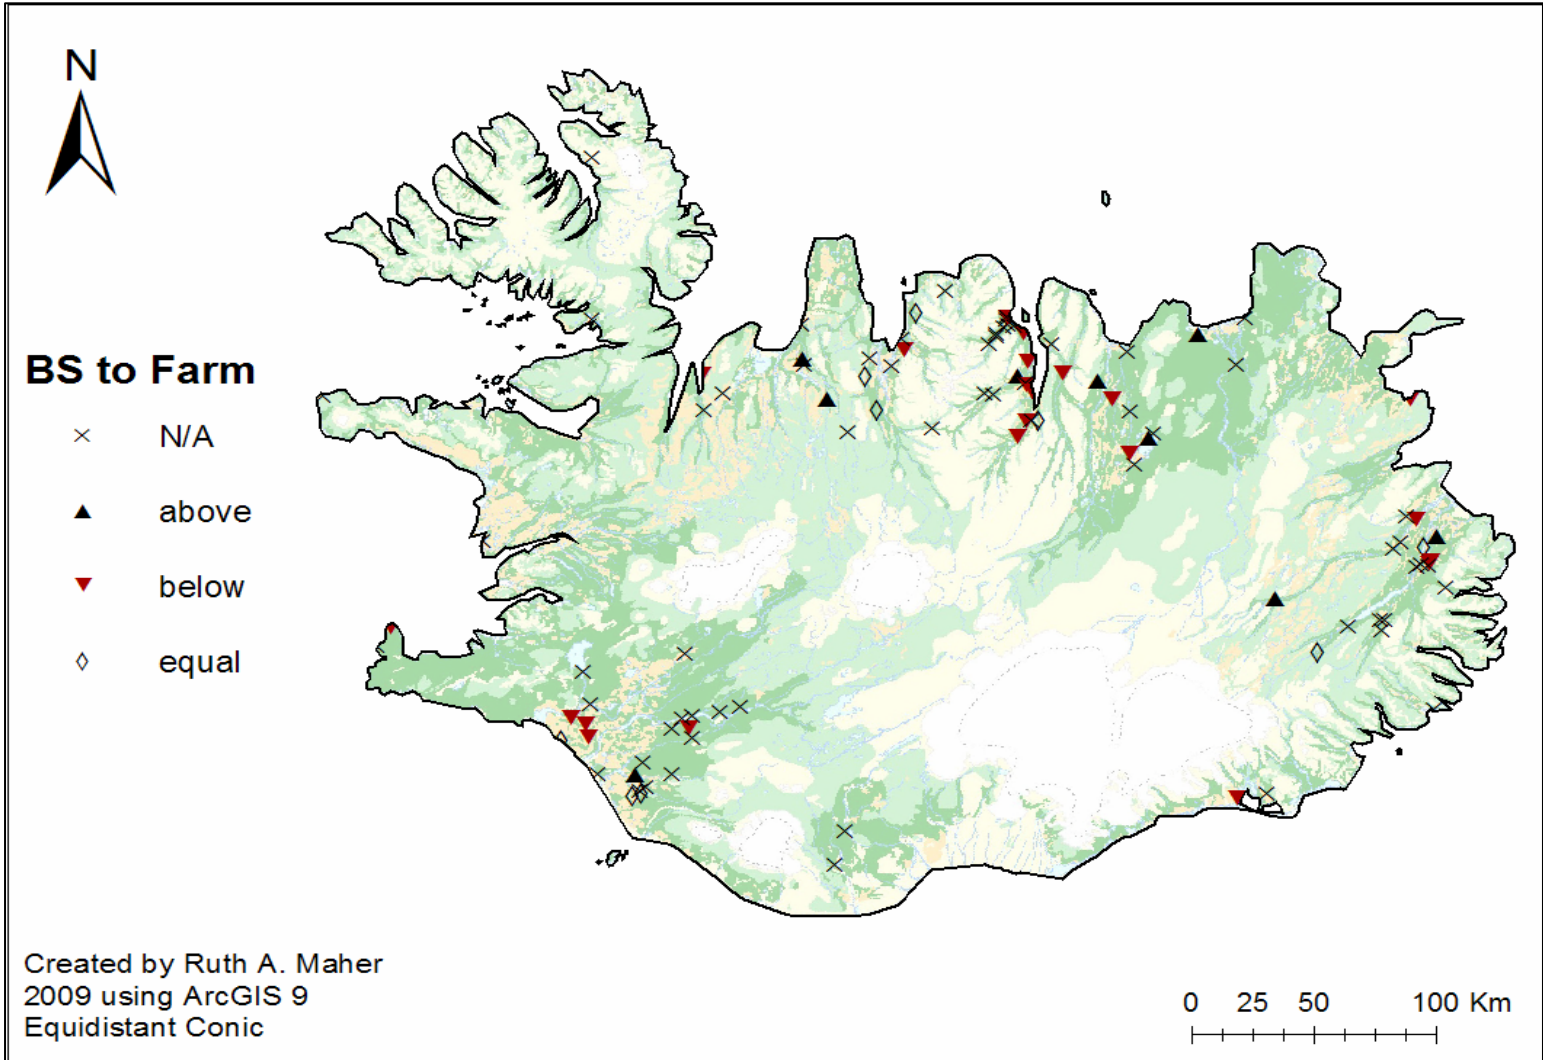 N
BS to Farm
N/A
above
below
equal
Created by Ruth A. Maher
2009 using ArcGIS 9
Equidistant Conic
0 25 50 100 Km